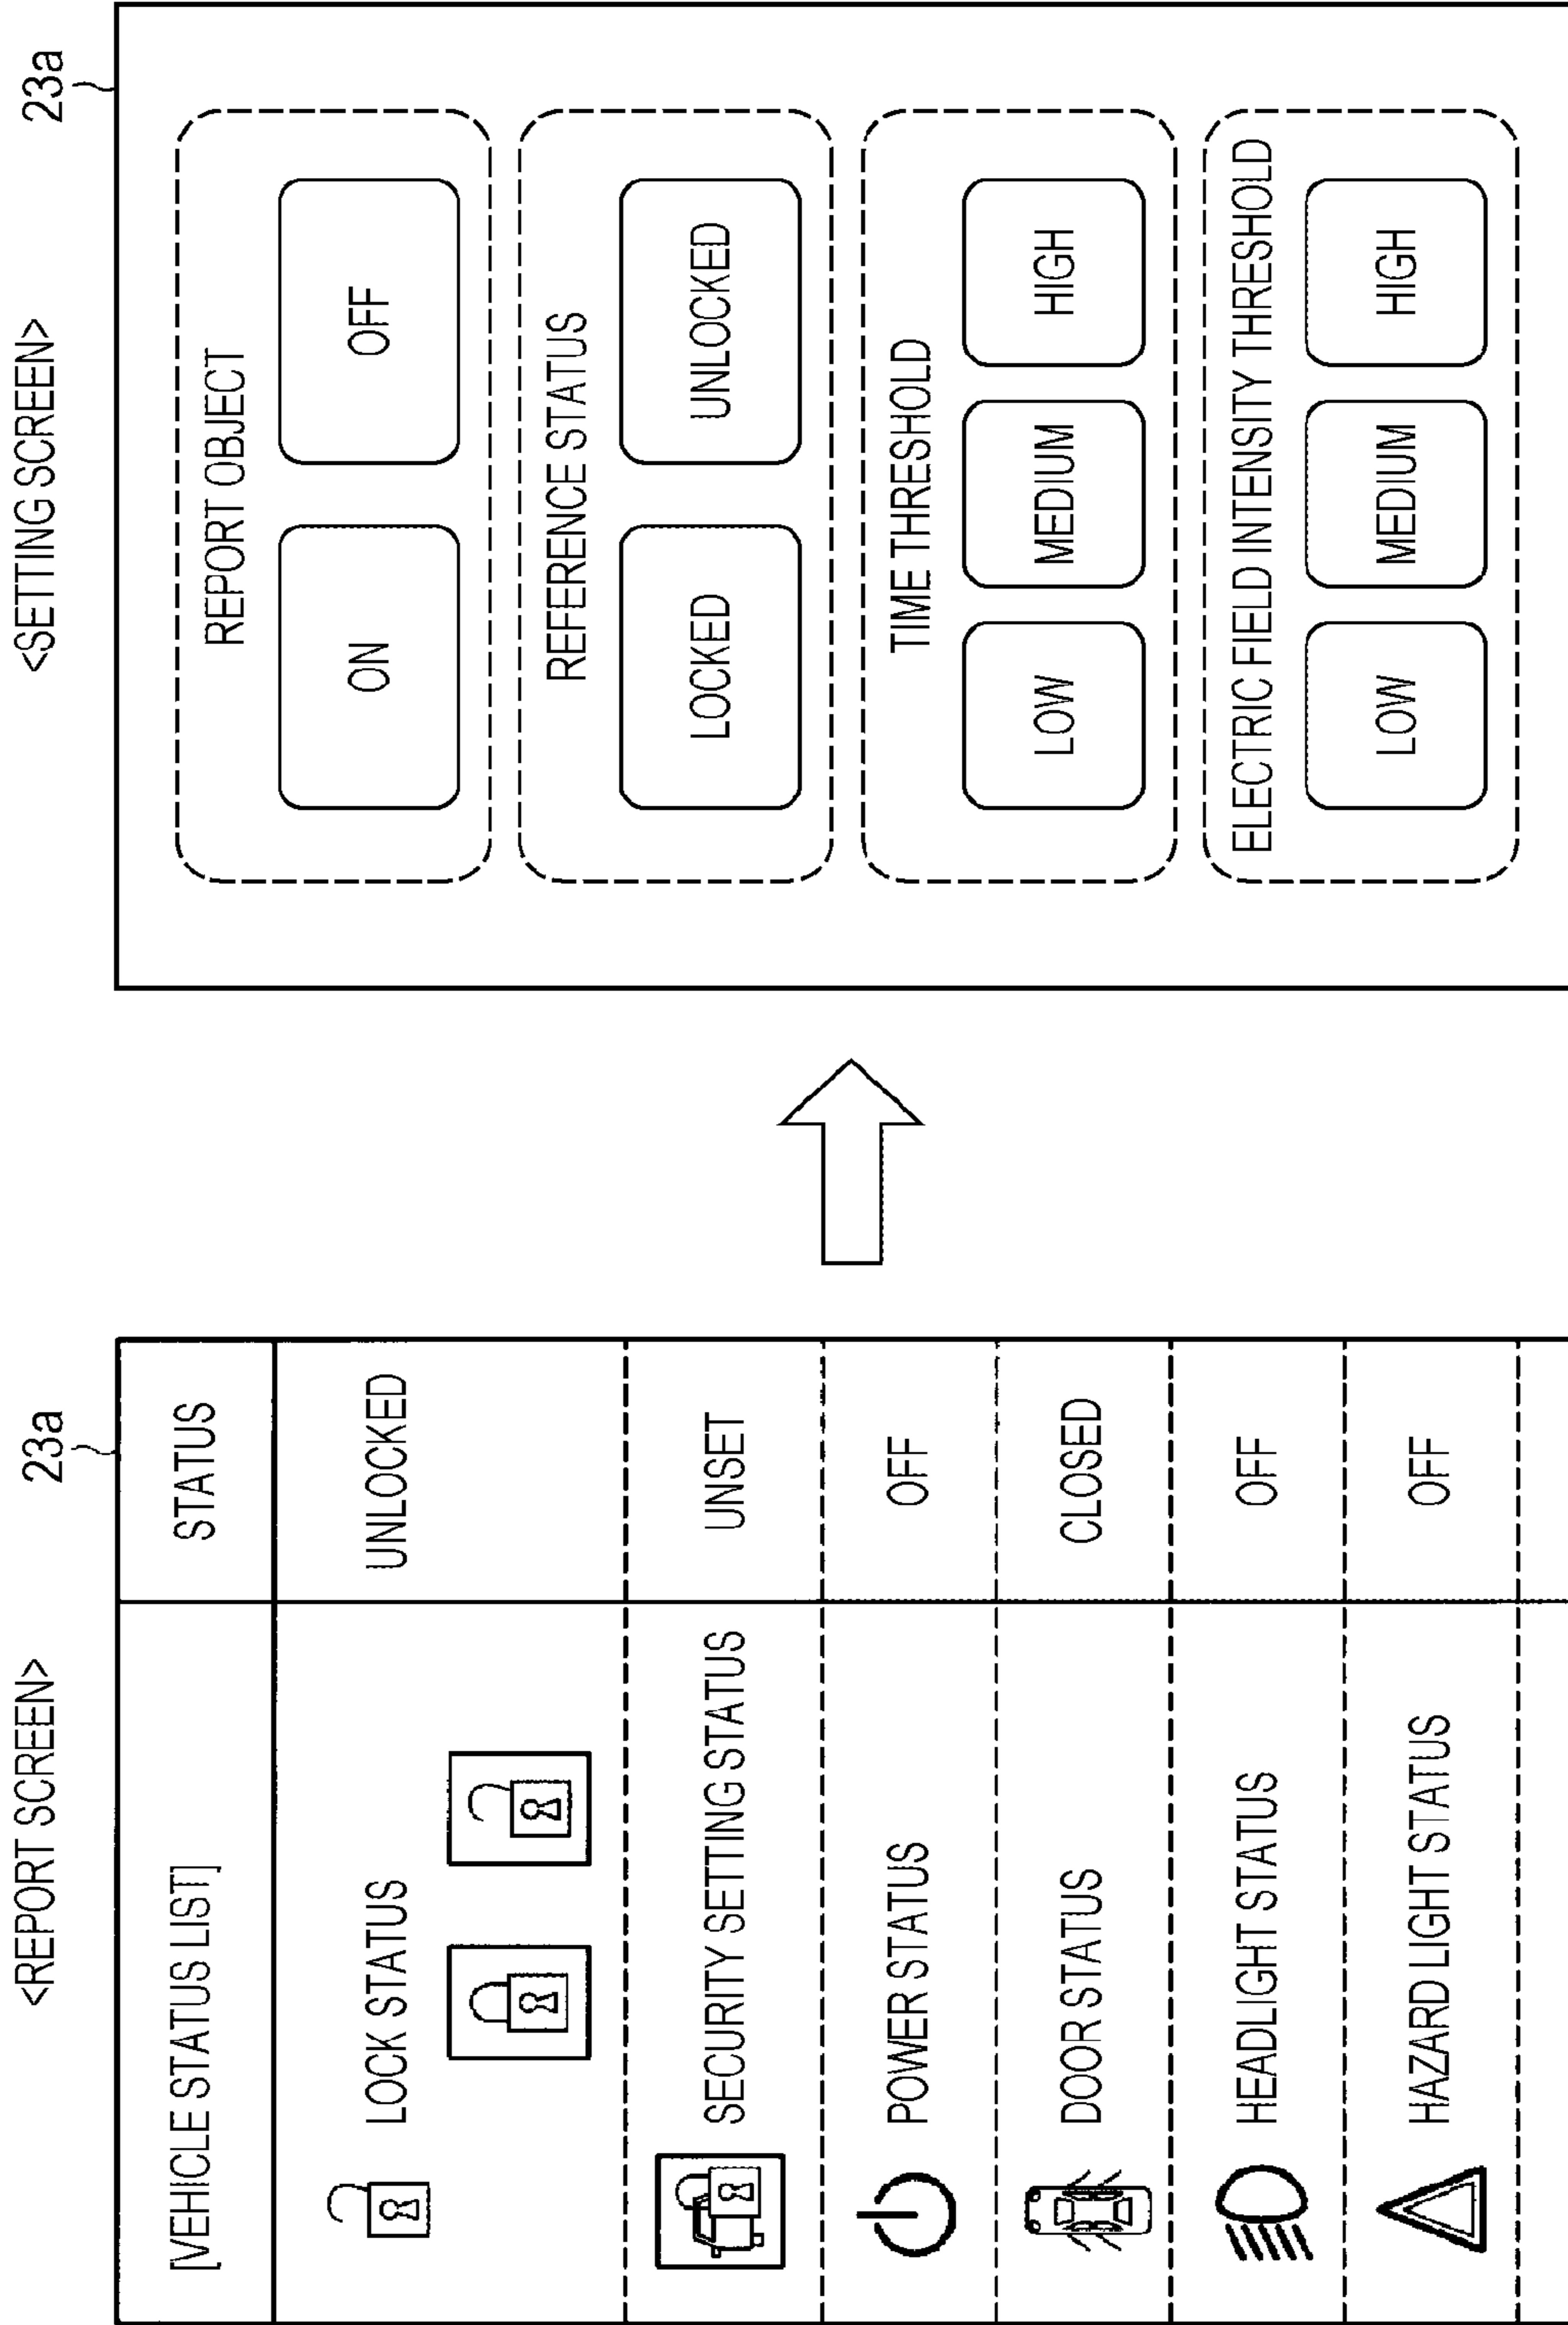 <REPORT SCREEN>
23a
[VEHICLE STATUS LIST]
STATUS
LOCK STATUS
UNLOCKED
SECURITY SETTING STATUS
UNSET
POWER STATUS
OFF
DOOR STATUS
CLOSED
HEADLIGHT STATUS
OFF
HAZARD LIGHT STATUS
OFF
<SETTING SCREEN>
23a
REPORT OBJECT
ON
OFF
REFERENCE STATUS
LOCKED
UNLOCKED
TIME THRESHOLD
LOW
MEDIUM
HIGH
ELECTRIC FIELD INTENSITY THRESHOLD
LOW
MEDIUM
HIGH